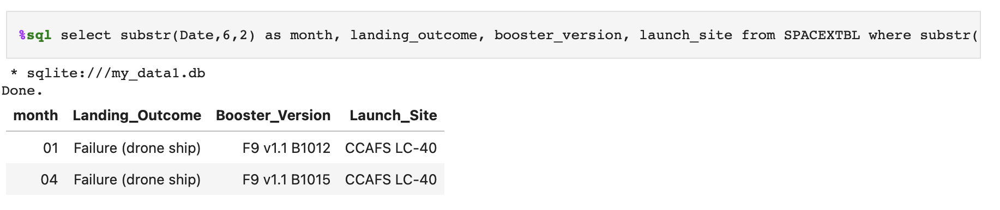 %sql select substr(Date,6,2) as month, landing_outcome, booster_version, launch_site from SPACEXTBL where substr(
* sqlite:///my_data1.db
Done.
month Landing_Outcome Booster_Version Launch_Site
01 Failure (drone ship) F9 v1.1 B1012 CCAFS LC-40
04 Failure (drone ship) F9 v1.1 B1015 CCAFS LC-40